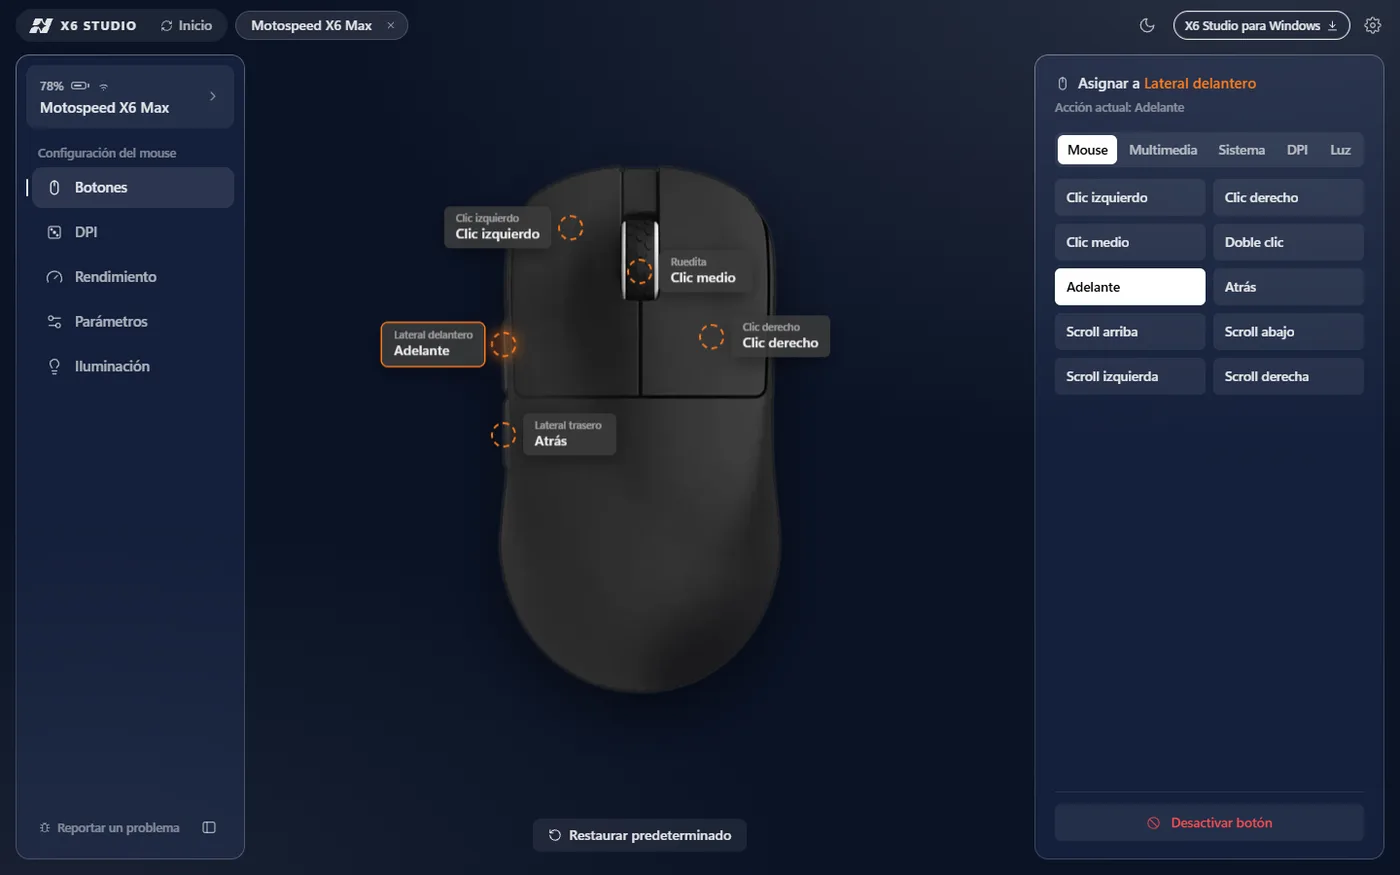 X6 STUDIO
Inicio
Motospeed X6 Max
X6 Studio para Windows
78%
Motospeed X6 Max
Configuración del mouse
Botones
DPI
Rendimiento
Parámetros
Iluminación
Reportar un problema
Clic izquierdo
Clic izquierdo
Ruedita
Clic medio
Lateral delantero
Adelante
Clic derecho
Clic derecho
Lateral trasero
Atrás
Restaurar predeterminado
Asignar a Lateral delantero
Acción actual: Adelante
Mouse Multimedia Sistema DPI Luz
Clic izquierdo Clic derecho
Clic medio Doble clic
Adelante Atrás
Scroll arriba Scroll abajo
Scroll izquierda Scroll derecha
Desactivar botón